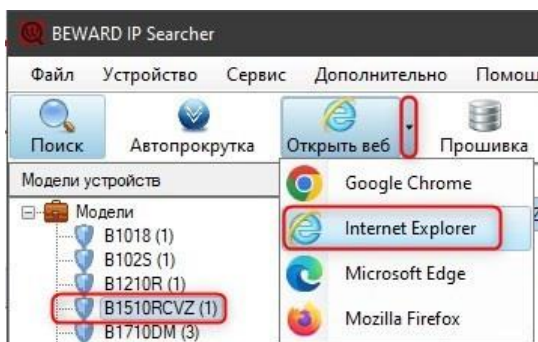 BEWARD IP Searcher
Файл Устройство Сервис Дополнительно
Поиск Автопрокрутка Открыть веб Прошивка
Модели устройств
Google Chrome
Модели
Internet Explorer
B1018 (1)
B102S (1)
Microsoft Edge
B1210R (1)
B1510RCVZ (1)
Mozilla Firefox
B1710DM (3)